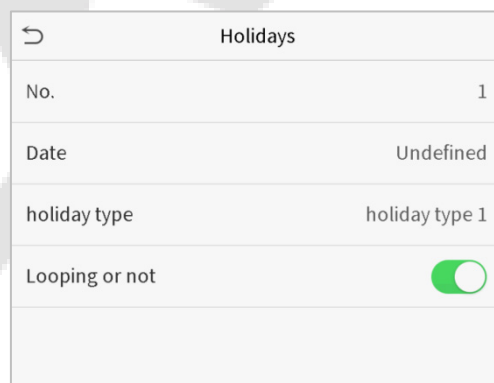 Holidays
No. 1
Date Undefined
holiday type holiday type 1
Looping or not